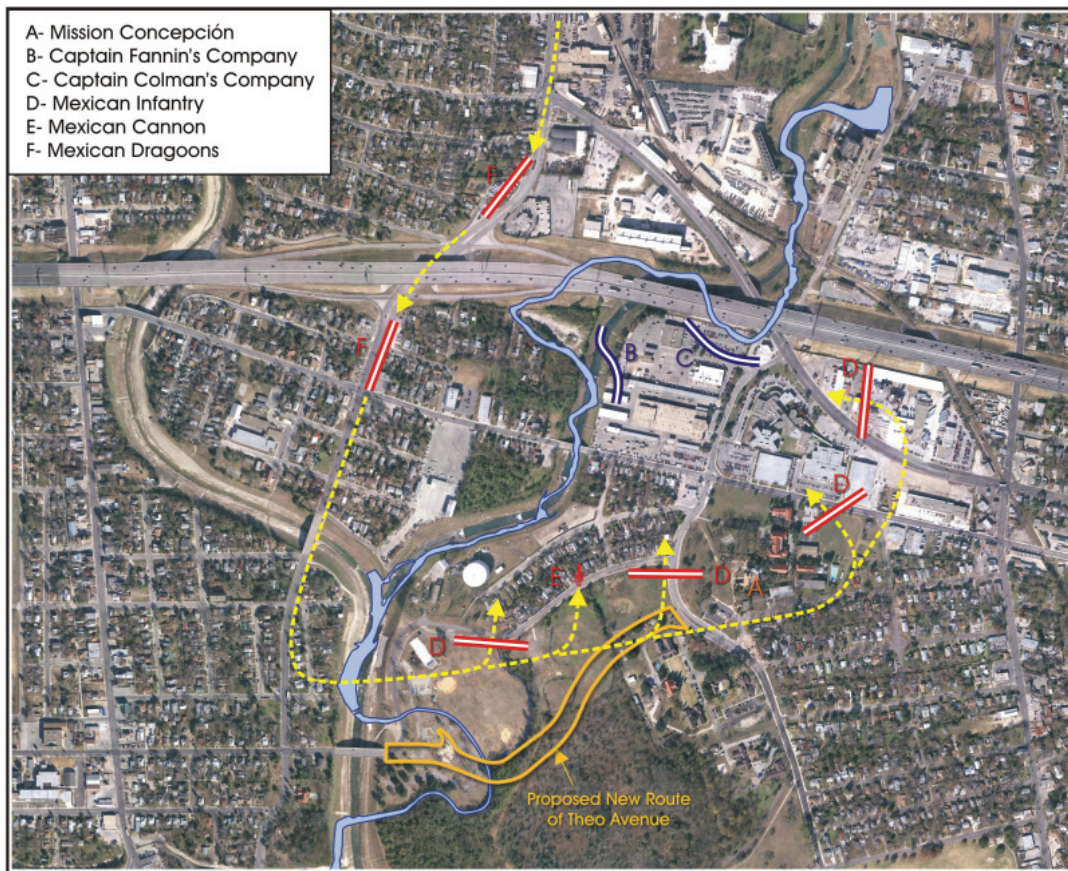 A- Mission Concepción
B- Captain Fannin's Company
C- Captain Colman's Company
D- Mexican Infantry
E- Mexican Cannon
F- Mexican Dragoons
F
F
B
C
D
D
E
D
A
D
Proposed New Route
of Theo Avenue